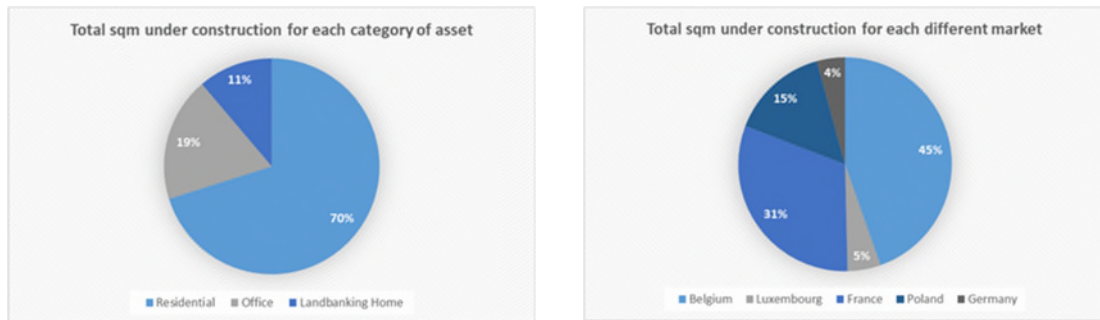 Total sqm under construction for each category of asset
11%
19%
70%
Residential Office Landbanking Home
Total sqm under construction for each different market
4%
15%
45%
31%
5%
Belgium Luxembourg France Poland Germany